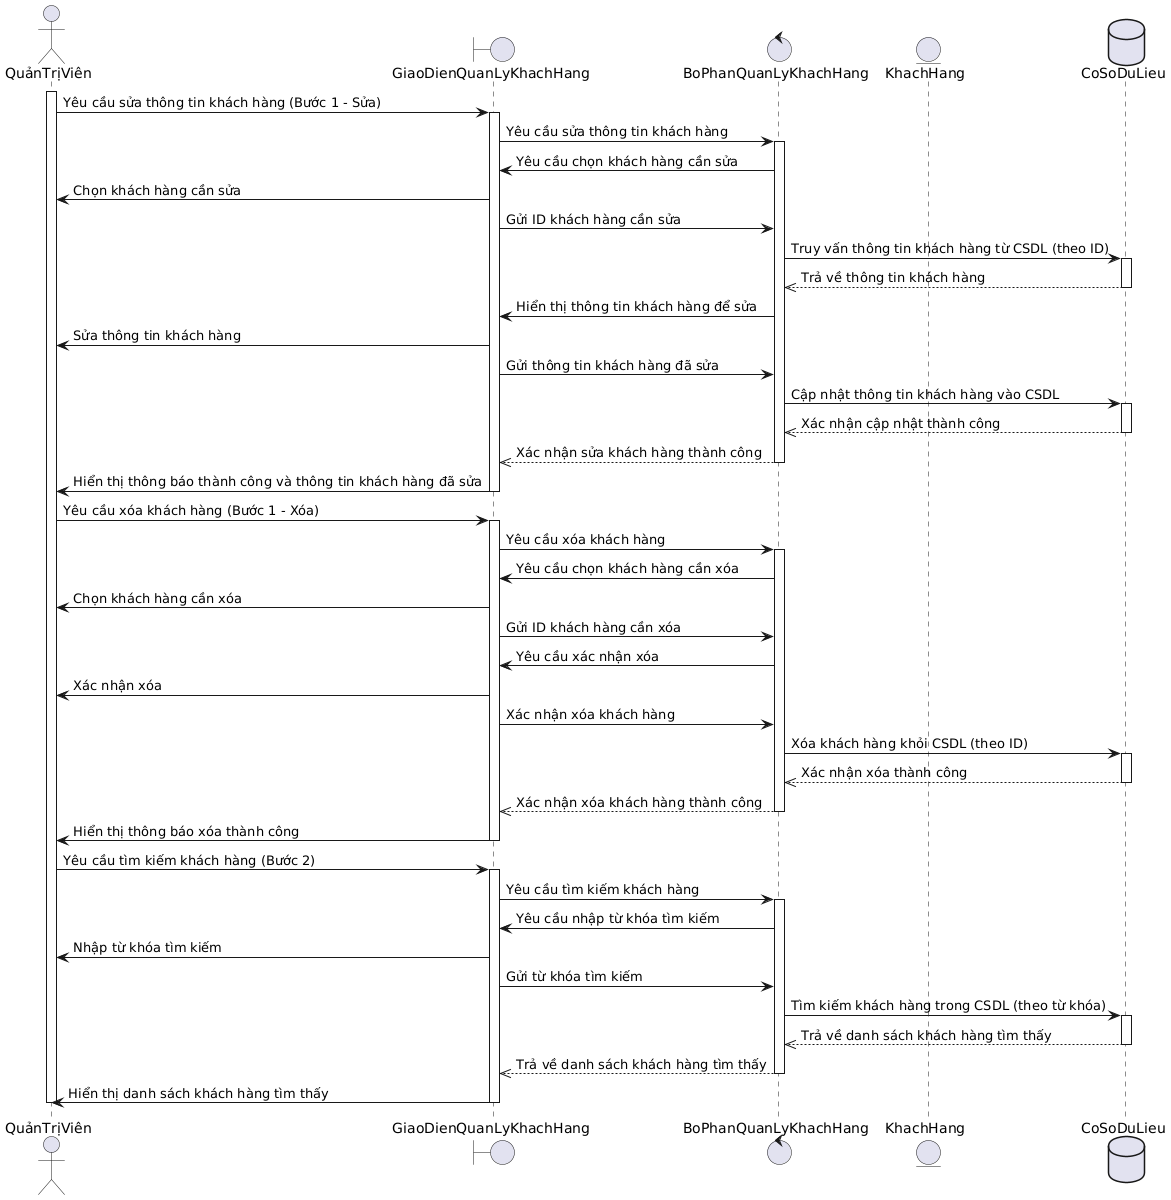 QuảnTrịViên
GiaoDienQuanLyKhachHang
BoPhanQuanLyKhachHang
KhachHang
CoSoDuLieu
Yêu cầu sửa thông tin khách hàng (Bước 1 - Sửa)
Yêu cầu sửa thông tin khách hàng
Yêu cầu chọn khách hàng cần sửa
Chọn khách hàng cần sửa
Gửi ID khách hàng cần sửa
Truy vấn thông tin khách hàng từ CSDL (theo ID)
Trả về thông tin khách hàng
Hiển thị thông tin khách hàng để sửa
Sửa thông tin khách hàng
Gửi thông tin khách hàng đã sửa
Cập nhật thông tin khách hàng vào CSDL
Xác nhận cập nhật thành công
Xác nhận sửa khách hàng thành công
Hiển thị thông báo thành công và thông tin khách hàng đã sửa
Yêu cầu xóa khách hàng (Bước 1 - Xóa)
Yêu cầu xóa khách hàng
Yêu cầu chọn khách hàng cần xóa
Chọn khách hàng cần xóa
Gửi ID khách hàng cần xóa
Yêu cầu xác nhận xóa
Xác nhận xóa
Xác nhận xóa khách hàng
Xóa khách hàng khỏi CSDL (theo ID)
Xác nhận xóa thành công
Xác nhận xóa khách hàng thành công
Hiển thị thông báo xóa thành công
Yêu cầu tìm kiếm khách hàng (Bước 2)
Yêu cầu tìm kiếm khách hàng
Yêu cầu nhập từ khóa tìm kiếm
Nhập từ khóa tìm kiếm
Gửi từ khóa tìm kiếm
Tìm kiếm khách hàng trong CSDL (theo từ khóa)
Trả về danh sách khách hàng tìm thấy
Trả về danh sách khách hàng tìm thấy
Hiển thị danh sách khách hàng tìm thấy
QuảnTrịViên
GiaoDienQuanLyKhachHang
BoPhanQuanLyKhachHang
KhachHang
CoSoDuLieu